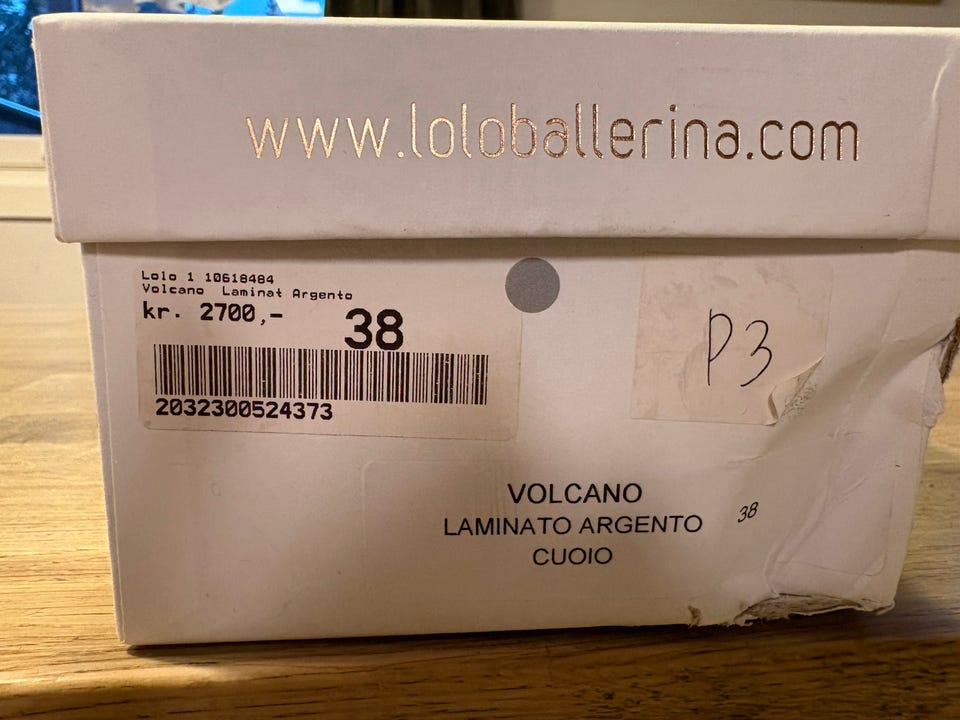 www.loloballerina.com
Lolo 1 10618484
Volcano Laminat Argento
kr. 2700,-
38
2032300524373
P3
VOLCANO
LAMINATO ARGENTO 38
CUOIO